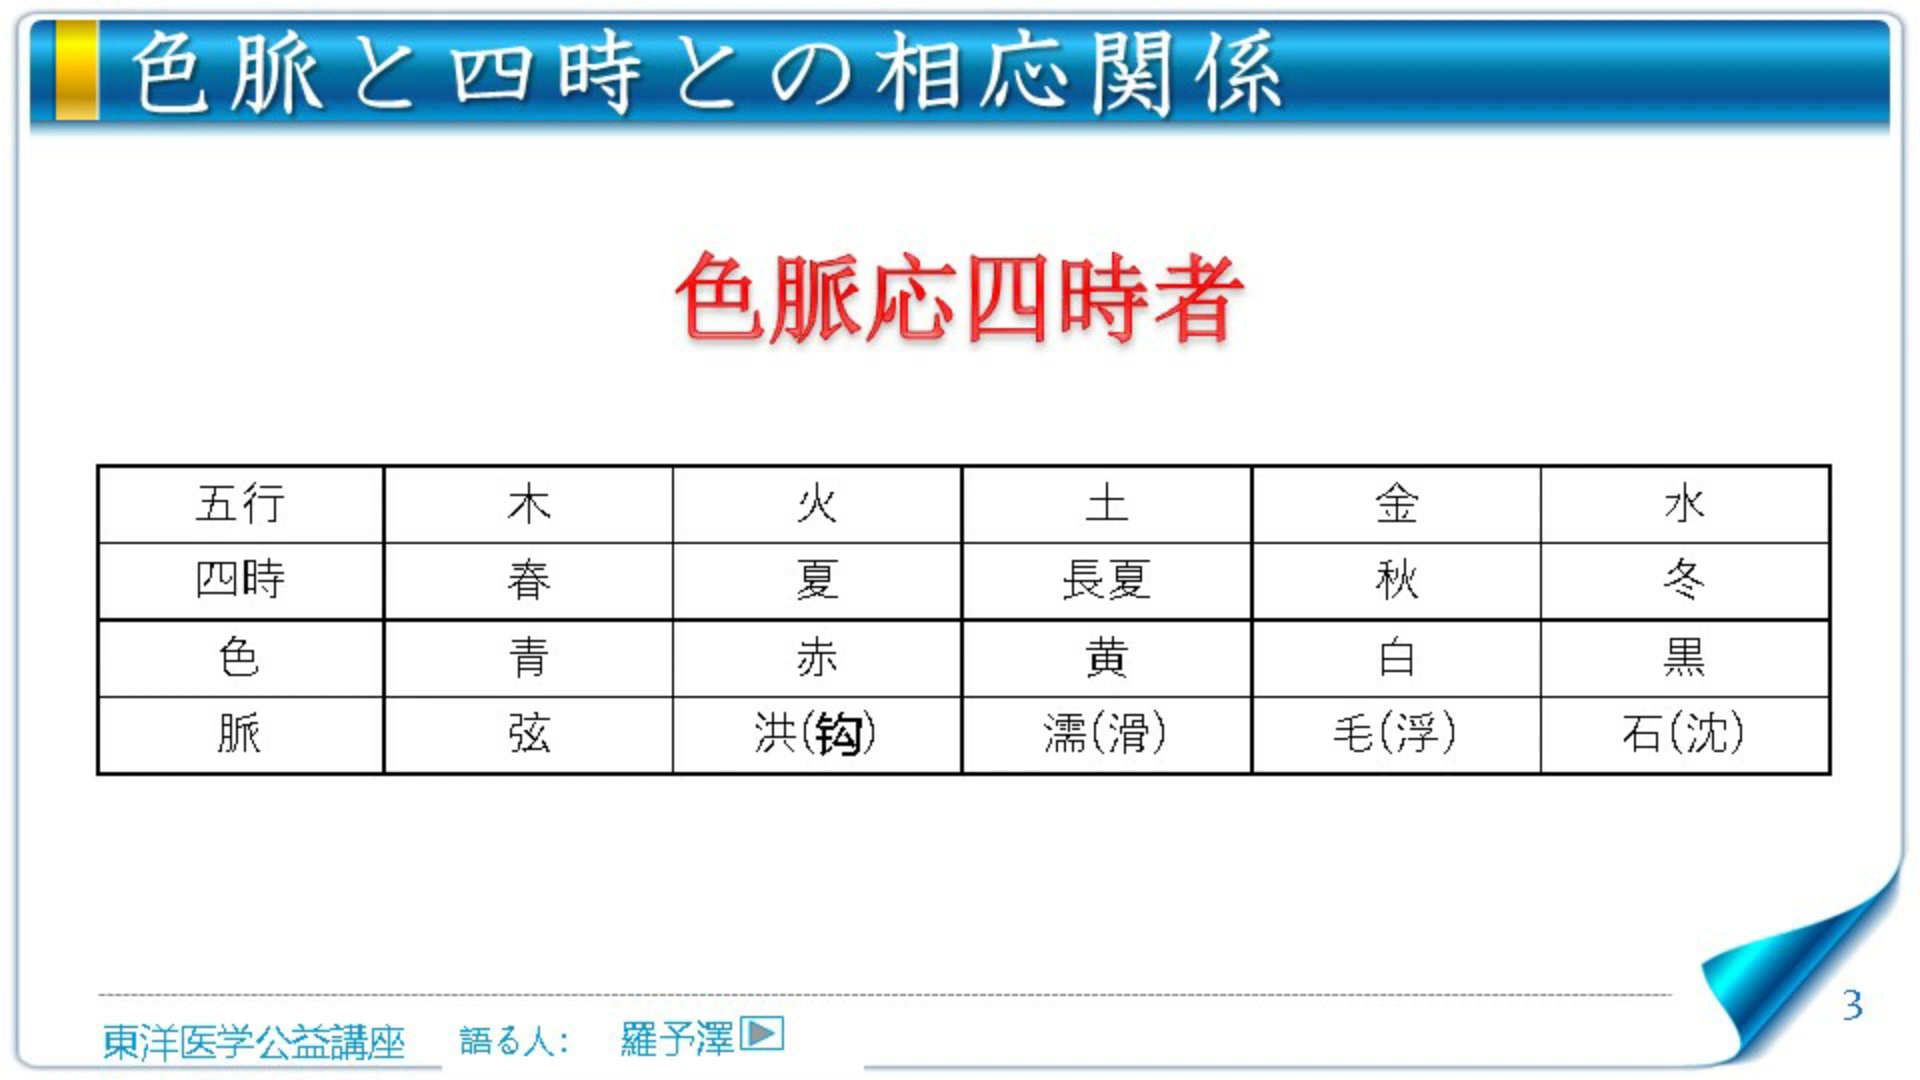 色脈と四時との相応関係
色脈応四時者
五行 木 火 土 金 水
四時 春 夏 長夏 秋 冬
色 青 赤 黄 白 黒
脈 弦 洪(钩) 濡(滑) 毛(浮) 石(沈)
東洋医学公益講座 語る人： 羅予澤
3